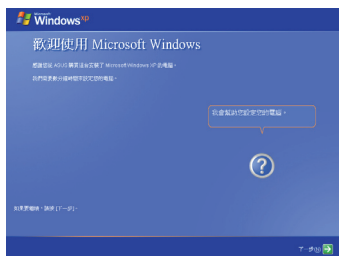 Microsoft
Windows xp
歡迎使用 Microsoft Windows
感謝您從 ASUS 購買這台安裝了 Microsoft Windows XP 的電腦。
我們需要數分鐘時間來設定您的電腦。
我會幫助您設定您的電腦。
如果要繼續，請按 [下一步]。
下一步(N)